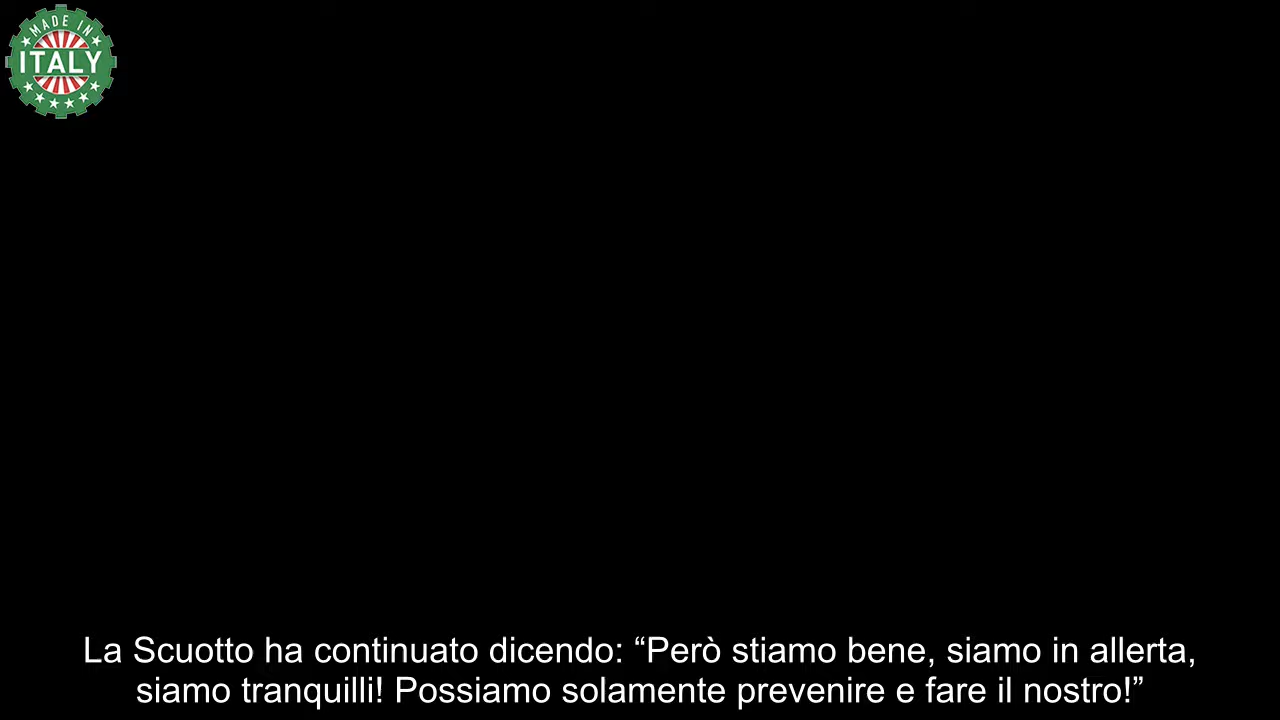 MADE IN
ITALY
La Scuotto ha continuato dicendo: “Però stiamo bene, siamo in allerta,
siamo tranquilli! Possiamo solamente prevenire e fare il nostro!”